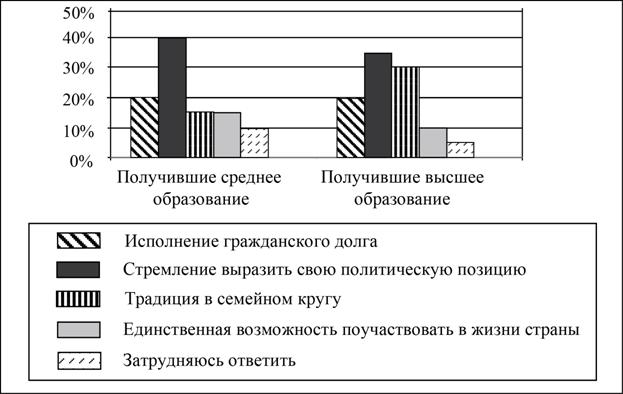 50%
40%
30%
20%
10%
0%
Получившие среднее
образование
Получившие высшее
образование
Исполнение гражданского долга
Стремление выразить свою политическую позицию
Традиция в семейном кругу
Единственная возможность поучаствовать в жизни страны
Затрудняюсь ответить